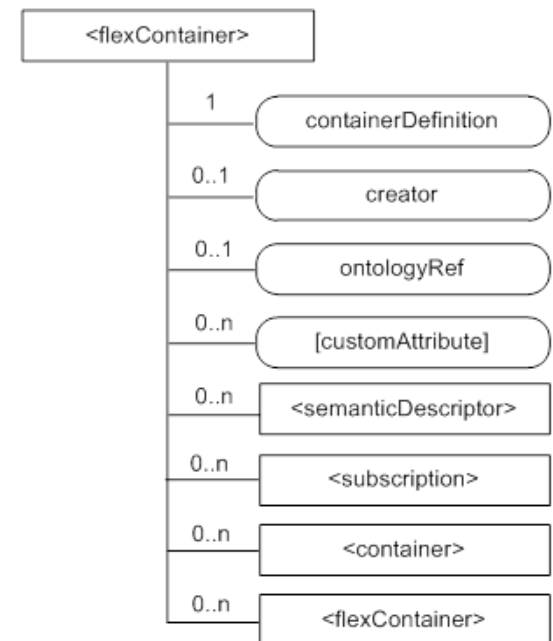 <flexContainer>
1
containerDefinition
0..1
creator
0..1
ontologyRef
0..n
[customAttribute]
0..n
<semanticDescriptor>
0..n
<subscription>
0..n
<container>
0..n
<flexContainer>